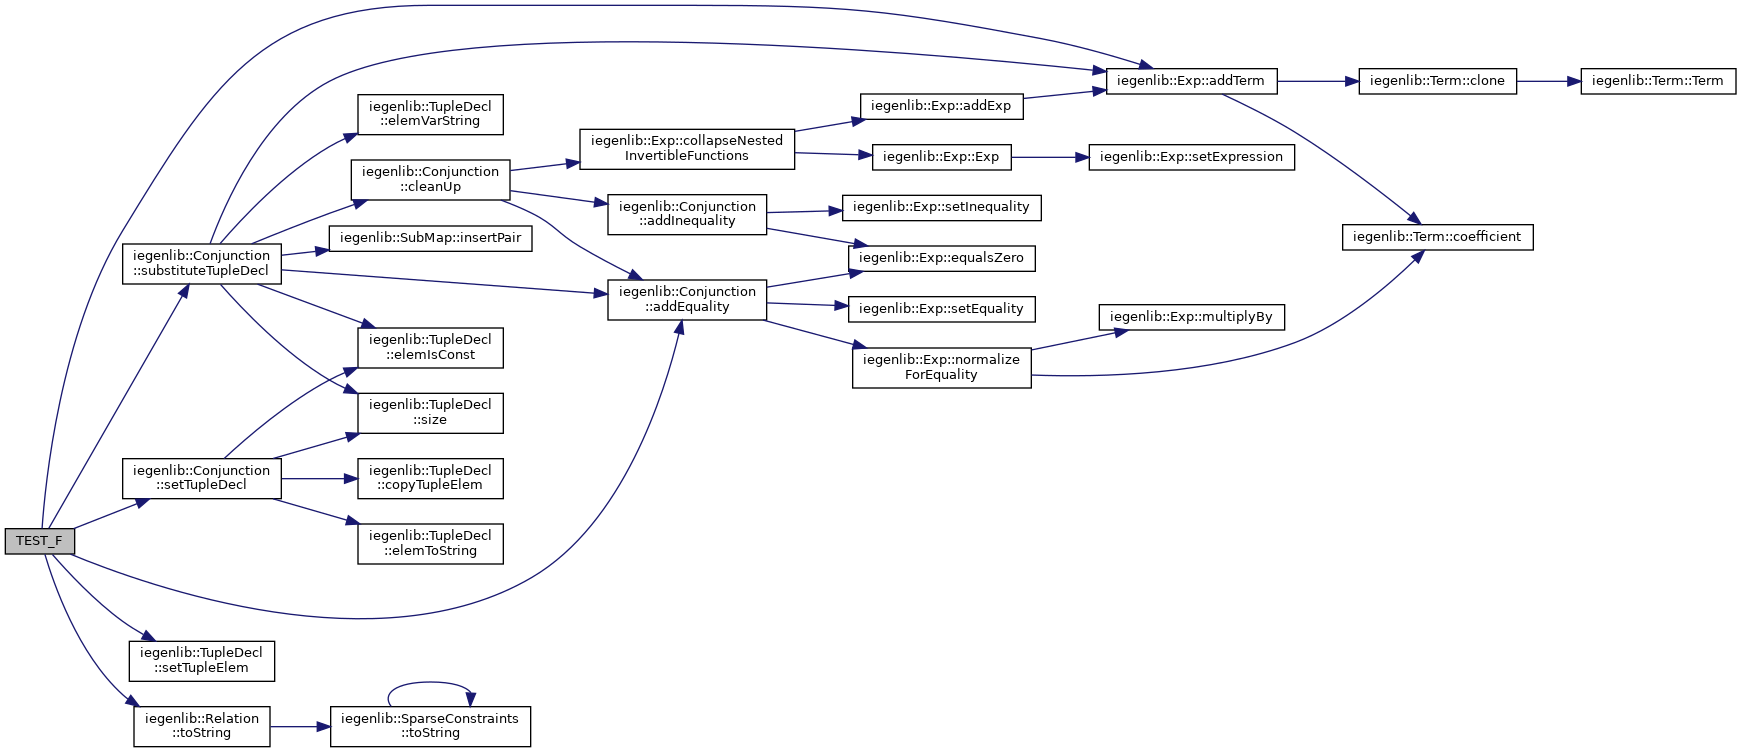 TEST_F
iegenlib::Conjunction
::substituteTupleDecl
iegenlib::Conjunction
::setTupleDecl
iegenlib::TupleDecl
::setTupleElem
iegenlib::Relation
::toString
iegenlib::TupleDecl
::elemVarString
iegenlib::Conjunction
::cleanUp
iegenlib::SubMap::insertPair
iegenlib::TupleDecl
::elemIsConst
iegenlib::TupleDecl
::size
iegenlib::TupleDecl
::copyTupleElem
iegenlib::TupleDecl
::elemToString
iegenlib::SparseConstraints
::toString
iegenlib::Exp::collapseNested
InvertibleFunctions
iegenlib::Conjunction
::addInequality
iegenlib::Conjunction
::addEquality
iegenlib::Exp::addExp
iegenlib::Exp::Exp
iegenlib::Exp::setInequality
iegenlib::Exp::equalsZero
iegenlib::Exp::setEquality
iegenlib::Exp::normalize
ForEquality
iegenlib::Exp::addTerm
iegenlib::Exp::setExpression
iegenlib::Exp::multiplyBy
iegenlib::Term::clone
iegenlib::Term::coefficient
iegenlib::Term::Term